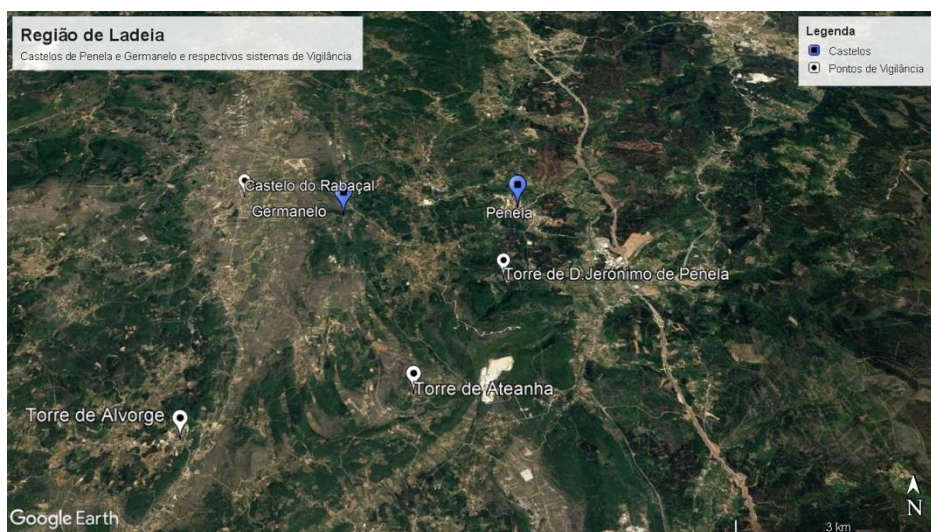 Região de Ladeia
Castelos de Penela e Germanelo e respectivos sistemas de Vigilância
Legenda
Castelos
Pontos de Vigilância
Castelo do Rabaçal
Germanelo
Penela
Torre de D.Jerónimo de Penela
Torre de Ateanha
Torre de Alvorge
Google Earth
N
3 km